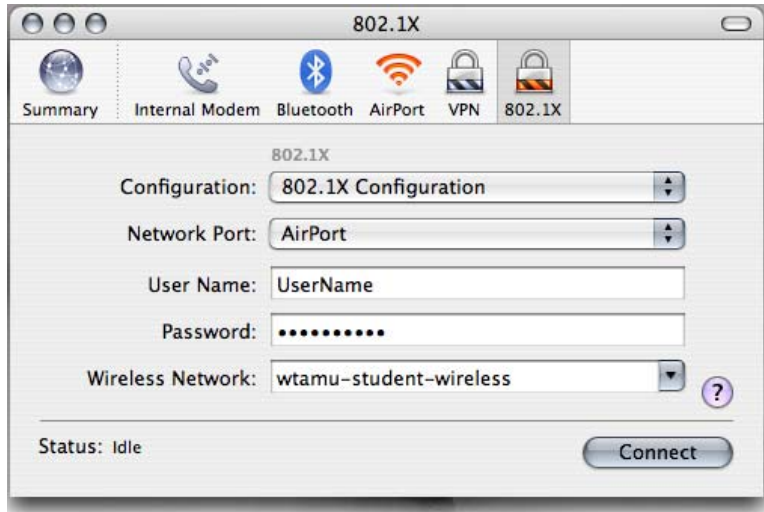 802.1X
Summary Internal Modem Bluetooth AirPort VPN 802.1X
802.1X
Configuration: 802.1X Configuration
Network Port: AirPort
User Name: UserName
Password: ••••••••••
Wireless Network: wtamu-student-wireless
?
Status: Idle Connect